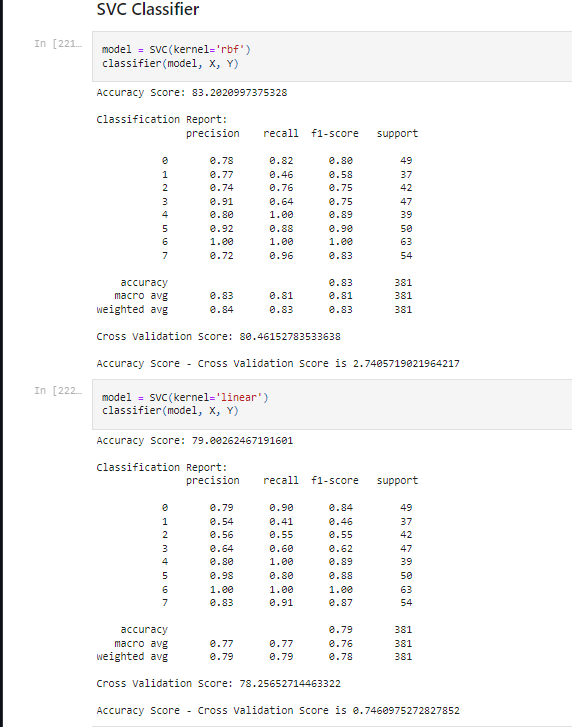 SVC Classifier
In [221…
model = SVC(kernel='rbf')
classifier(model, X, Y)
Accuracy Score: 83.2020997375328
Classification Report:
precision recall f1-score support
0 0.78 0.82 0.80 49
1 0.77 0.46 0.58 37
2 0.74 0.76 0.75 42
3 0.91 0.64 0.75 47
4 0.80 1.00 0.89 39
5 0.92 0.88 0.90 50
6 1.00 1.00 1.00 63
7 0.72 0.96 0.83 54
accuracy 0.83 381
macro avg 0.83 0.81 0.81 381
weighted avg 0.84 0.83 0.83 381
Cross Validation Score: 80.46152783533638
Accuracy Score - Cross Validation Score is 2.7405719021964217
In [222…
model = SVC(kernel='linear')
classifier(model, X, Y)
Accuracy Score: 79.00262467191601
Classification Report:
precision recall f1-score support
0 0.79 0.90 0.84 49
1 0.54 0.41 0.46 37
2 0.56 0.55 0.55 42
3 0.64 0.60 0.62 47
4 0.80 1.00 0.89 39
5 0.98 0.80 0.88 50
6 1.00 1.00 1.00 63
7 0.83 0.91 0.87 54
accuracy 0.79 381
macro avg 0.77 0.77 0.76 381
weighted avg 0.79 0.79 0.78 381
Cross Validation Score: 78.25652714463322
Accuracy Score - Cross Validation Score is 0.7460975272827852